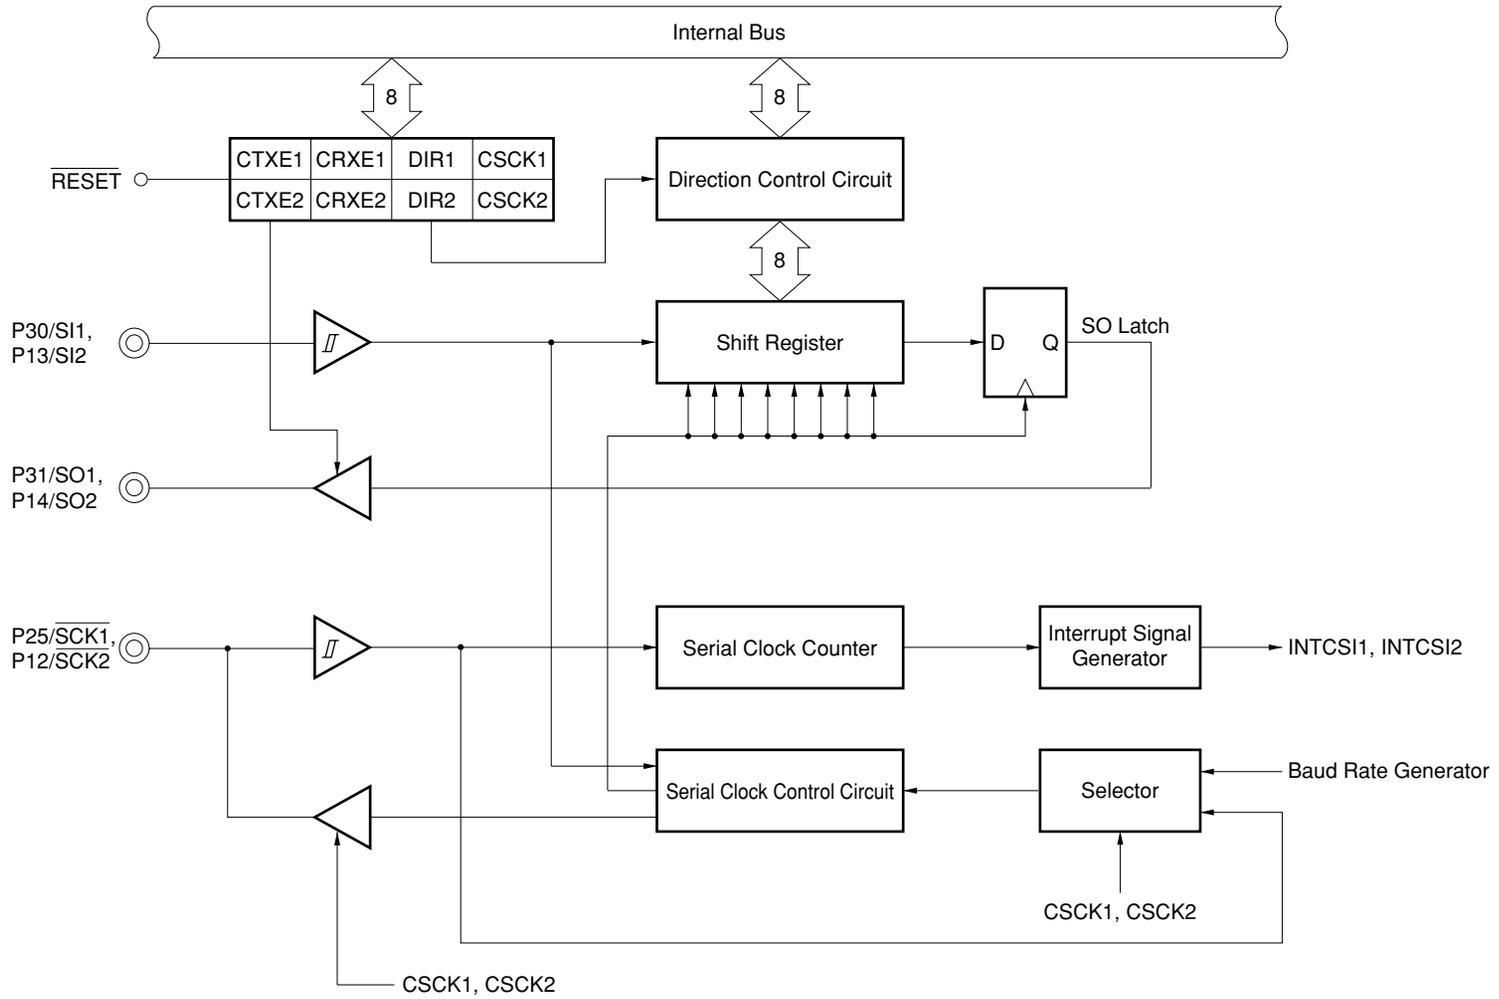 Internal Bus
8
8
CTXE1 CRXE1 DIR1 CSCK1
RESET
CTXE2 CRXE2 DIR2 CSCK2
Direction Control Circuit
8
P30/SI1,
P13/SI2
Shift Register
D Q
SO Latch
P31/SO1,
P14/SO2
P25/SCK1,
P12/SCK2
Serial Clock Counter
Interrupt Signal
Generator
INTCSI1, INTCSI2
Serial Clock Control Circuit
Selector
Baud Rate Generator
CSCK1, CSCK2
CSCK1, CSCK2